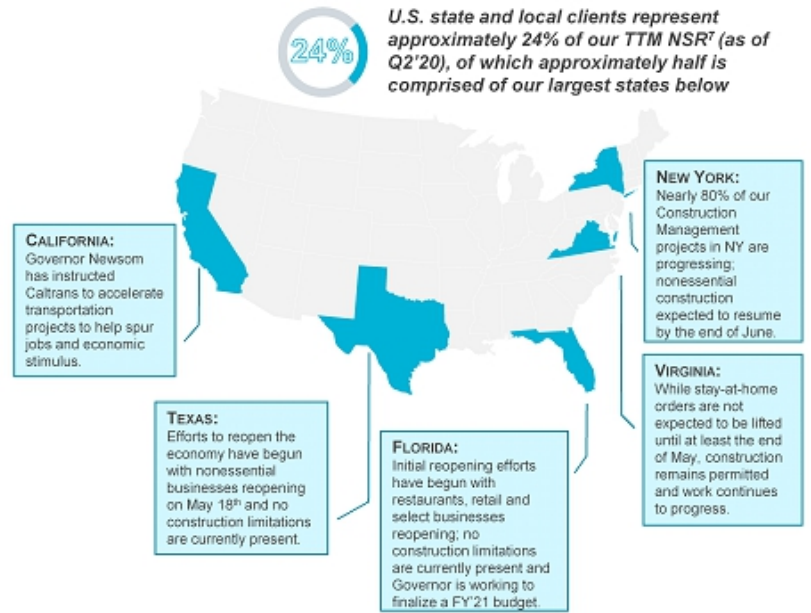 24%
U.S. state and local clients represent
approximately 24% of our TTM NSR⁷ (as of
Q2'20), of which approximately half is
comprised of our largest states below
NEW YORK:
Nearly 80% of our
Construction
Management
projects in NY are
progressing;
nonessential
construction
expected to resume
by the end of June.
CALIFORNIA:
Governor Newsom
has instructed
Caltrans to accelerate
transportation
projects to help spur
jobs and economic
stimulus.
VIRGINIA:
While stay-at-home
orders are not
expected to be lifted
until at least the end
of May, construction
remains permitted
and work continues
to progress.
TEXAS:
Efforts to reopen the
economy have begun
with nonessential
businesses reopening
on May 18th and no
construction limitations
are currently present.
FLORIDA:
Initial reopening efforts
have begun with
restaurants, retail and
select businesses
reopening; no
construction limitations
are currently present and
Governor is working to
finalize a FY'21 budget.